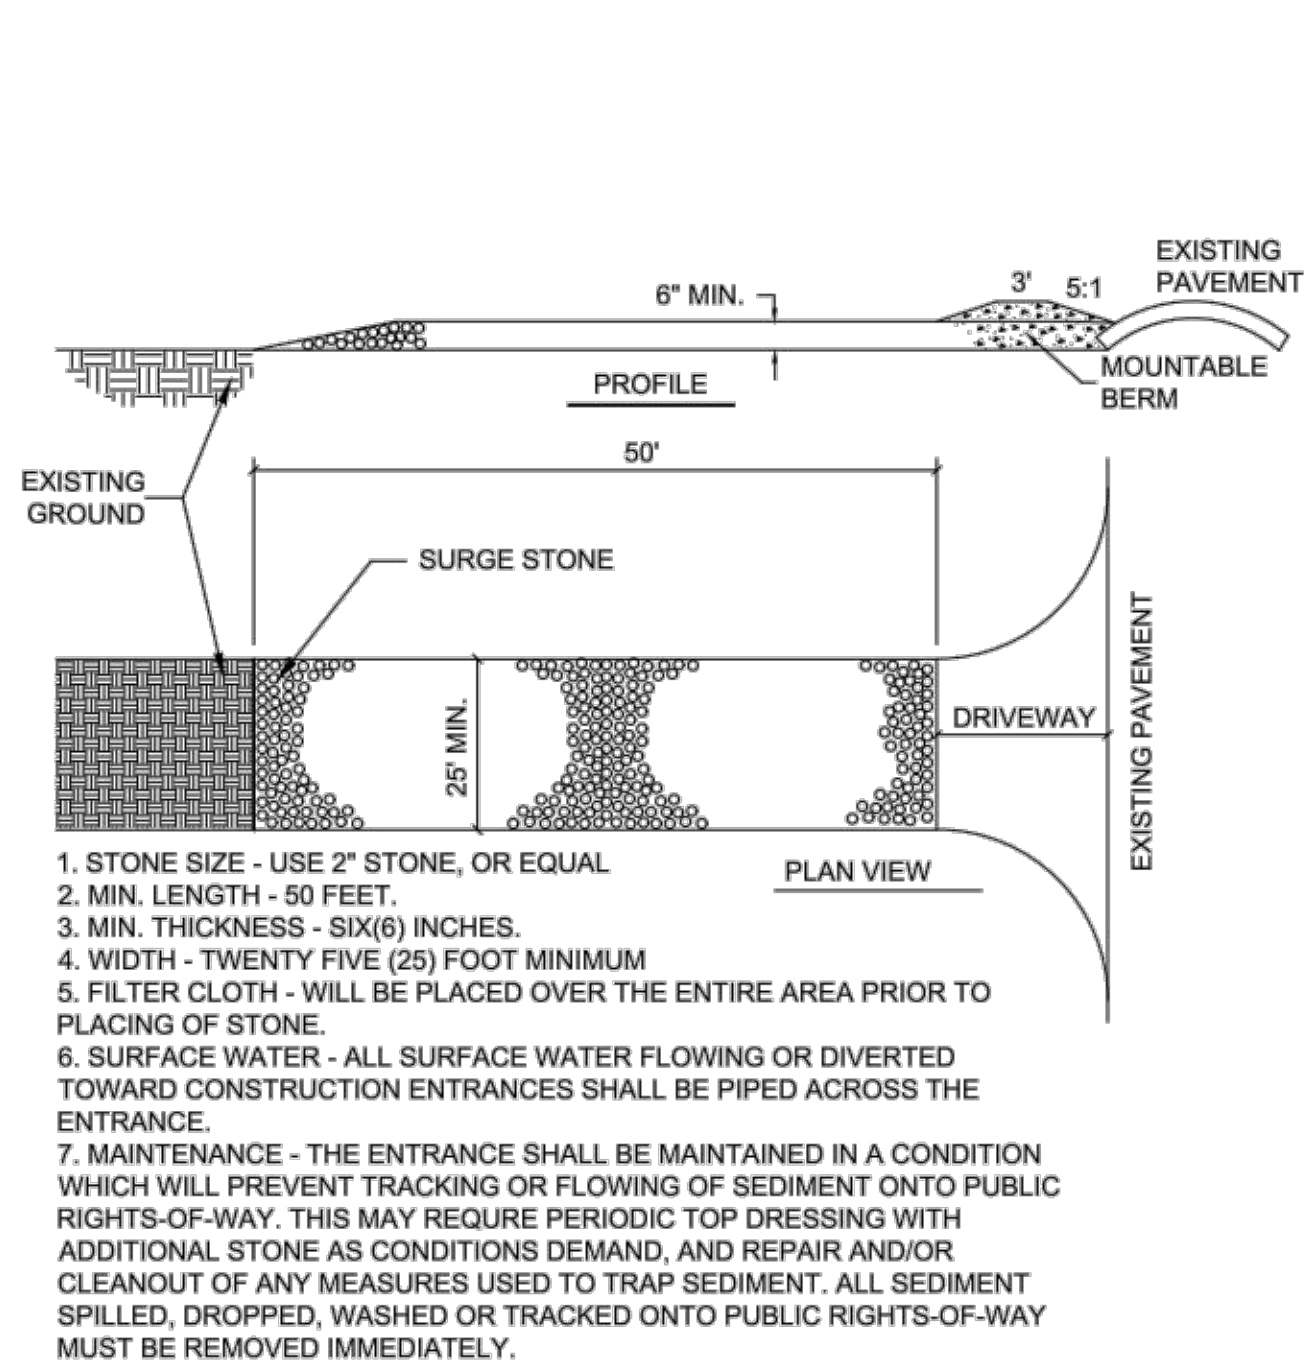 EXISTING
PAVEMENT
3'
5:1
6" MIN.
MOUNTABLE
BERM
PROFILE
50'
EXISTING
GROUND
SURGE STONE
25' MIN.
DRIVEWAY
EXISTING PAVEMENT
PLAN VIEW
1. STONE SIZE - USE 2" STONE, OR EQUAL
2. MIN. LENGTH - 50 FEET.
3. MIN. THICKNESS - SIX(6) INCHES.
4. WIDTH - TWENTY FIVE (25) FOOT MINIMUM
5. FILTER CLOTH - WILL BE PLACED OVER THE ENTIRE AREA PRIOR TO
PLACING OF STONE.
6. SURFACE WATER - ALL SURFACE WATER FLOWING OR DIVERTED
TOWARD CONSTRUCTION ENTRANCES SHALL BE PIPED ACROSS THE
ENTRANCE.
7. MAINTENANCE - THE ENTRANCE SHALL BE MAINTAINED IN A CONDITION
WHICH WILL PREVENT TRACKING OR FLOWING OF SEDIMENT ONTO PUBLIC
RIGHTS-OF-WAY. THIS MAY REQURE PERIODIC TOP DRESSING WITH
ADDITIONAL STONE AS CONDITIONS DEMAND, AND REPAIR AND/OR
CLEANOUT OF ANY MEASURES USED TO TRAP SEDIMENT. ALL SEDIMENT
SPILLED, DROPPED, WASHED OR TRACKED ONTO PUBLIC RIGHTS-OF-WAY
MUST BE REMOVED IMMEDIATELY.